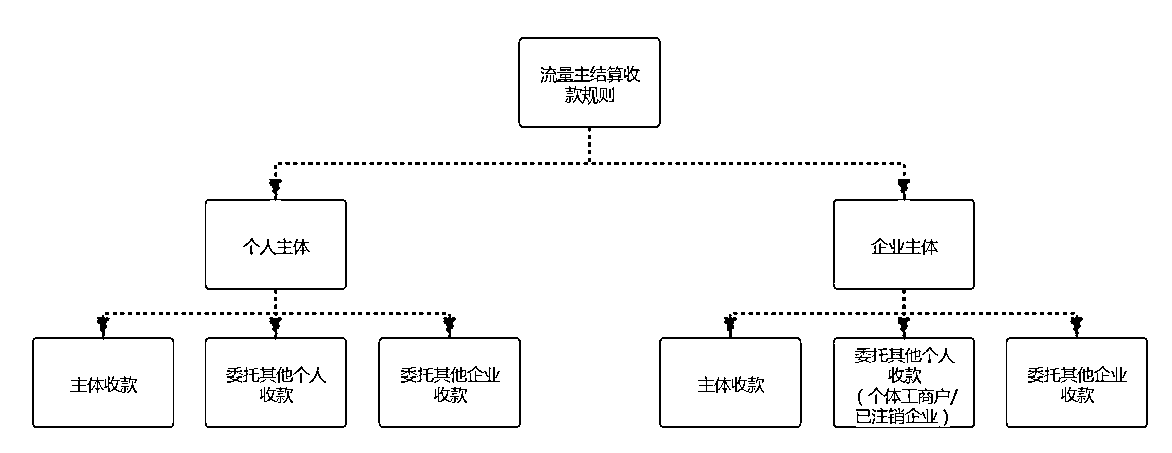 流量主结算收
款规则
个人主体
企业主体
主体收款
委托其他个人
收款
委托其他企业
收款
主体收款
委托其他个人
收款
（个体工商户/
已注销企业）
委托其他企业
收款